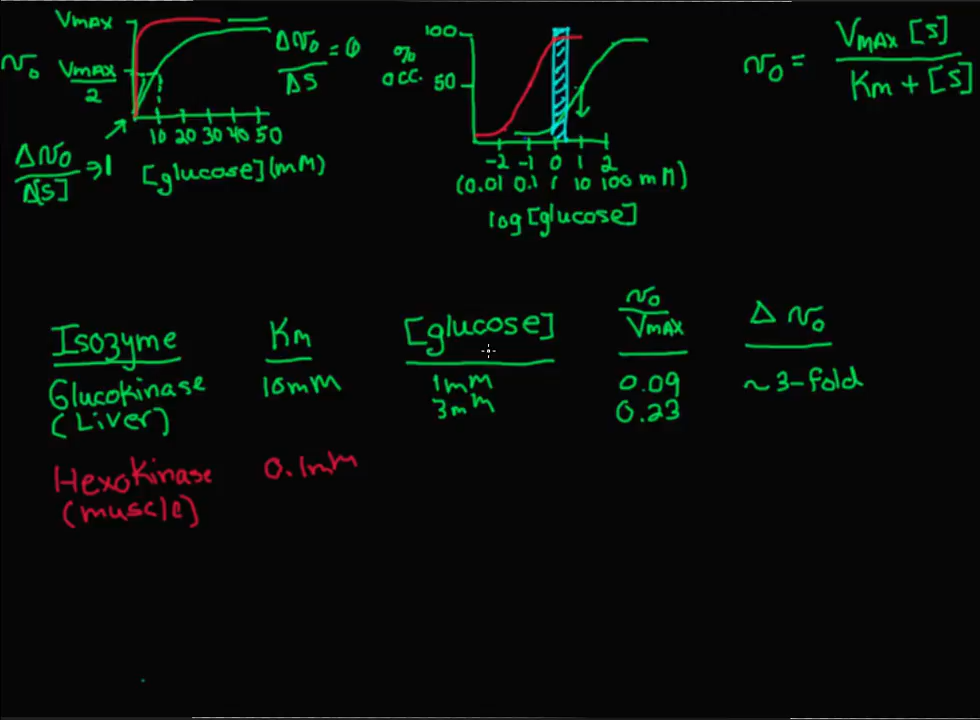 Vmax
v₀
Vmax/2
Δv₀/ΔS = 0
10 20 30 40 50
[glucose](mM)
Δv₀/Δ[S] ⇒ 1
100
% occ.
50
-2 -1 0 1 2
(0.01 0.1 1 10 100 mM)
log[glucose]
v₀ = Vmax [S] / Km + [S]
Isozyme Km [glucose] v₀/Vmax Δ v₀
Glucokinase 10mM 1mM 0.09 ~3-fold
(Liver) 3mM 0.23
Hexokinase 0.1mM
(muscle)